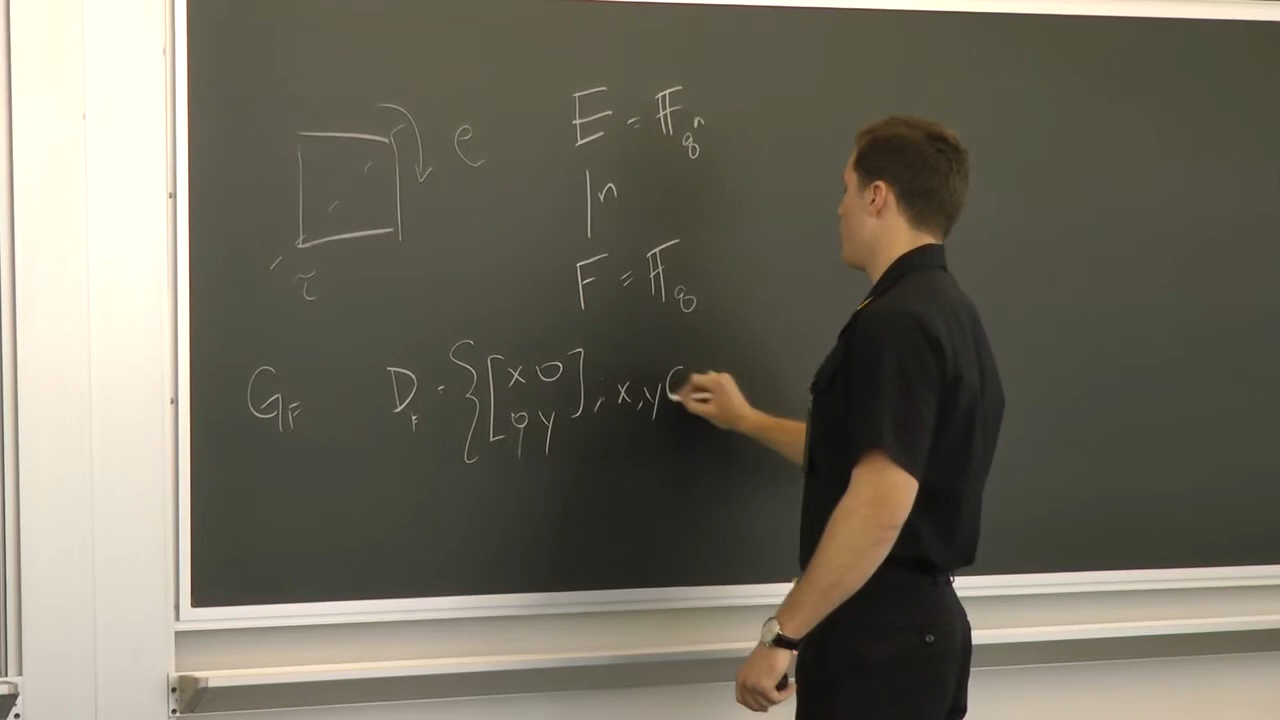 e
τ
E = 𝔽_{q^n}
| n
F = 𝔽_q
G_F D_F = { [ x 0
0 y ] ; x, y